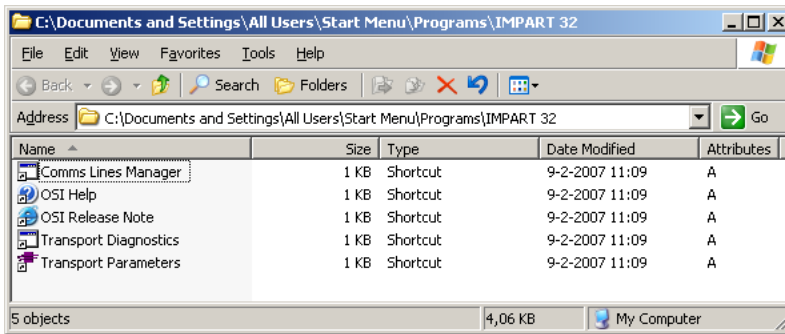 C:\Documents and Settings\All Users\Start Menu\Programs\IMPART 32
File Edit View Favorites Tools Help
Back Search Folders
Address C:\Documents and Settings\All Users\Start Menu\Programs\IMPART 32 Go
Name Size Type Date Modified Attributes
Comms Lines Manager 1 KB Shortcut 9-2-2007 11:09 A
OSI Help 1 KB Shortcut 9-2-2007 11:09 A
OSI Release Note 1 KB Shortcut 9-2-2007 11:09 A
Transport Diagnostics 1 KB Shortcut 9-2-2007 11:09 A
Transport Parameters 1 KB Shortcut 9-2-2007 11:09 A
5 objects 4,06 KB My Computer